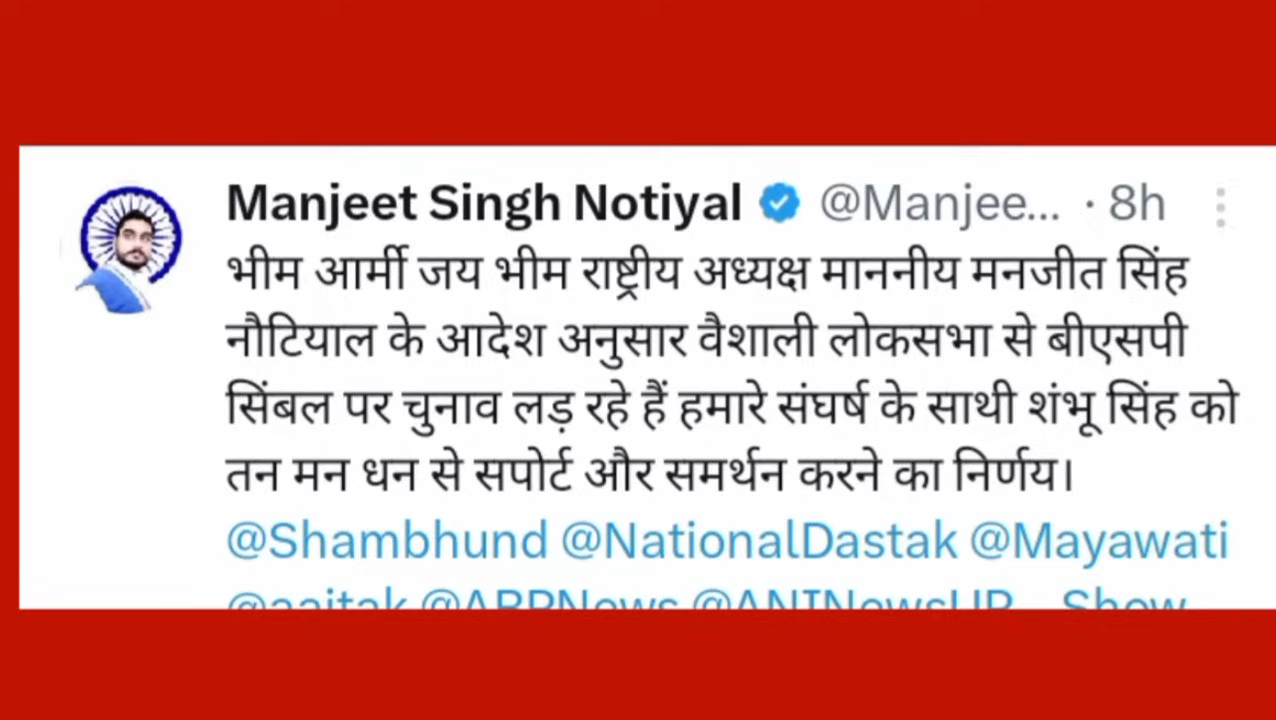 Manjeet Singh Notiyal @Manjee... · 8h
भीम आर्मी जय भीम राष्ट्रीय अध्यक्ष माननीय मनजीत सिंह
नौटियाल के आदेश अनुसार वैशाली लोकसभा से बीएसपी
सिंबल पर चुनाव लड़ रहे हैं हमारे संघर्ष के साथी शंभू सिंह को
तन मन धन से सपोर्ट और समर्थन करने का निर्णय।
@Shambhund @NationalDastak @Mayawati
@aajtak @ABPNews @ANINewsUP... Show